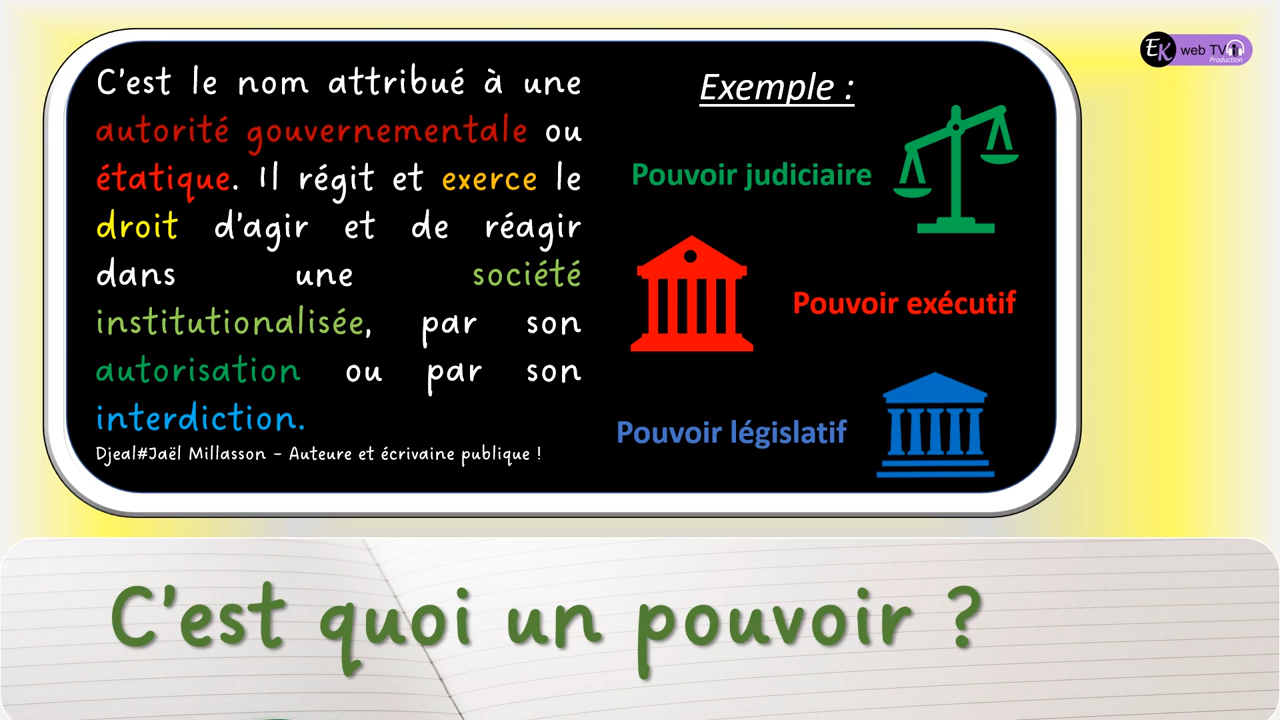 C'est le nom attribué à une
autorité gouvernementale ou
étatique. Il régit et exerce le
droit d'agir et de réagir
dans une société
institutionalisée, par son
autorisation ou par son
interdiction.
Djeal#Jaël Millasson – Auteure et écrivaine publique !
Exemple :
Pouvoir judiciaire
Pouvoir exécutif
Pouvoir législatif
EK web TV
Production
C'est quoi un pouvoir ?